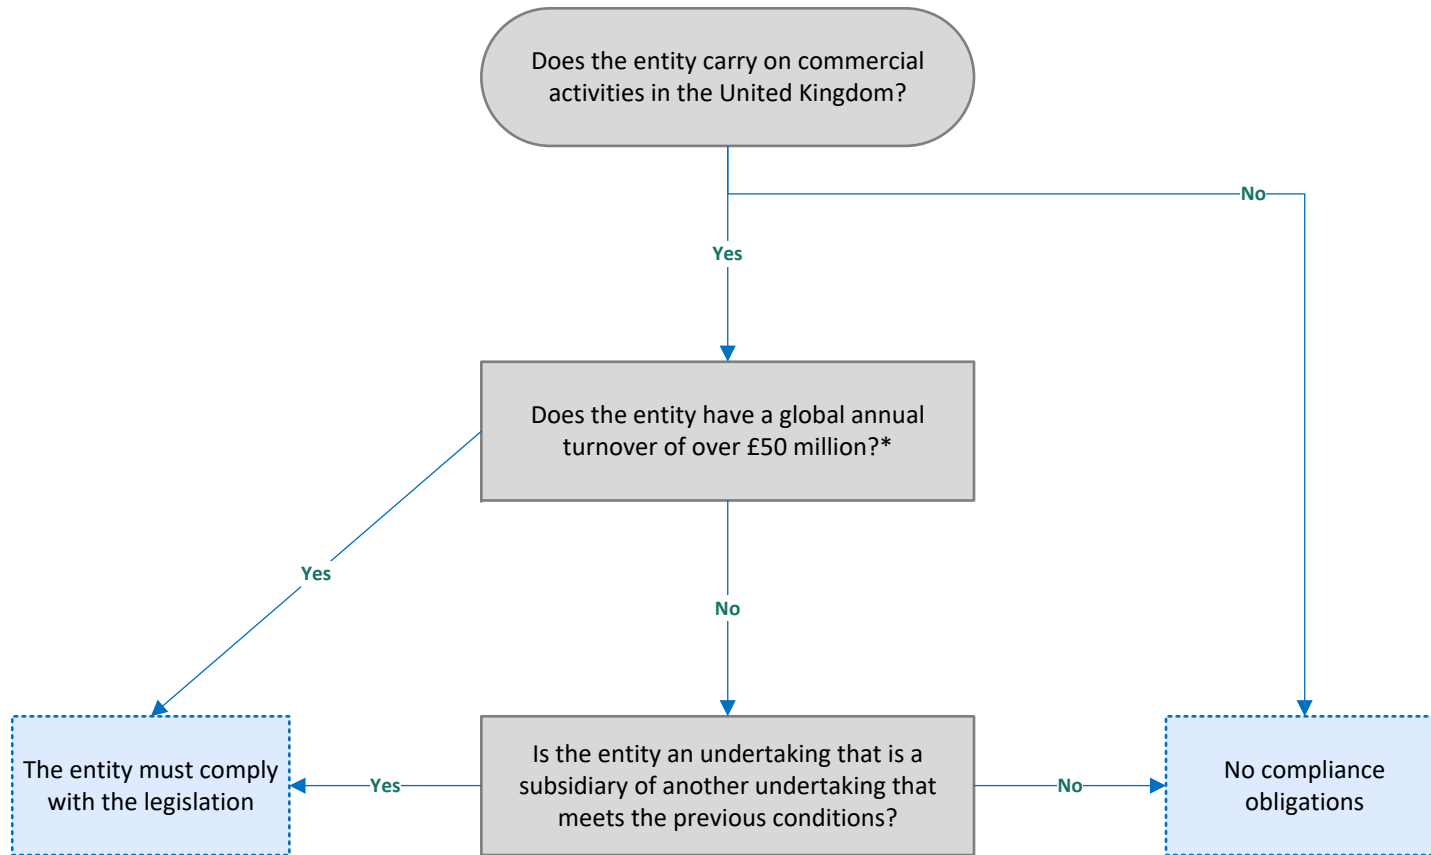 Does the entity carry on commercial
activities in the United Kingdom?
No
Yes
Does the entity have a global annual
turnover of over £50 million?*
Yes
No
The entity must comply
with the legislation
Yes
Is the entity an undertaking that is a
subsidiary of another undertaking that
meets the previous conditions?
No
No compliance
obligations